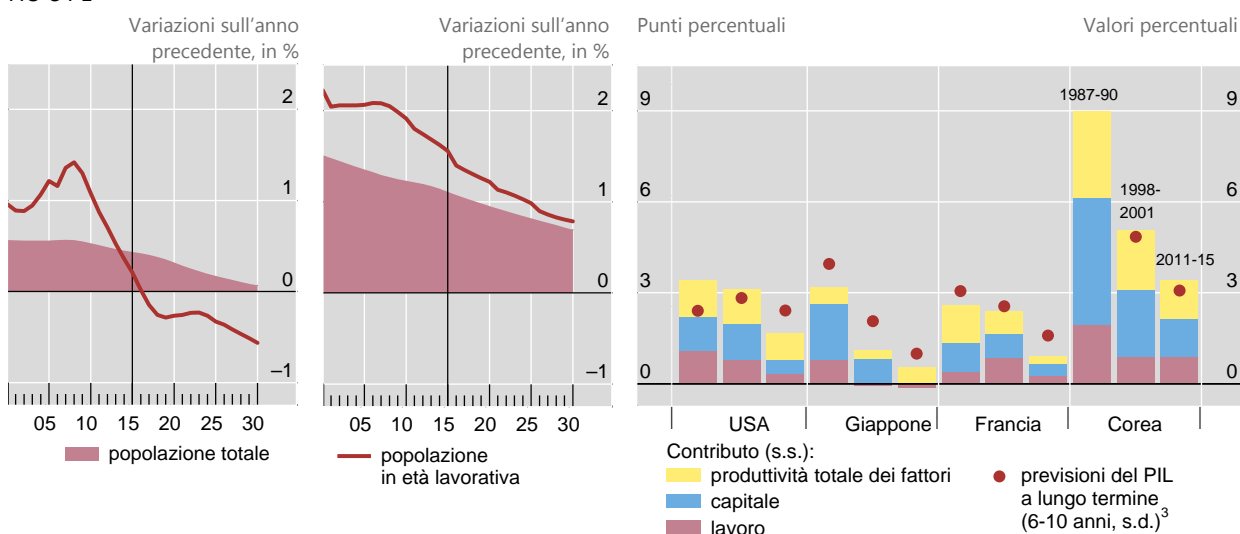 Variazioni sull'anno
precedente, in %
2
1
0
–1
05 10 15 20 25 30
popolazione totale
Variazioni sull'anno
precedente, in %
2
1
0
–1
05 10 15 20 25 30
popolazione
in età lavorativa
Punti percentuali
Valori percentuali
9
6
3
0
9
6
3
0
1987-90
1998-
2001
2011-15
USA
Giappone
Francia
Corea
Contributo (s.s.):
produttività totale dei fattori
capitale
lavoro
previsioni del PIL
a lungo termine
(6-10 anni, s.d.)³